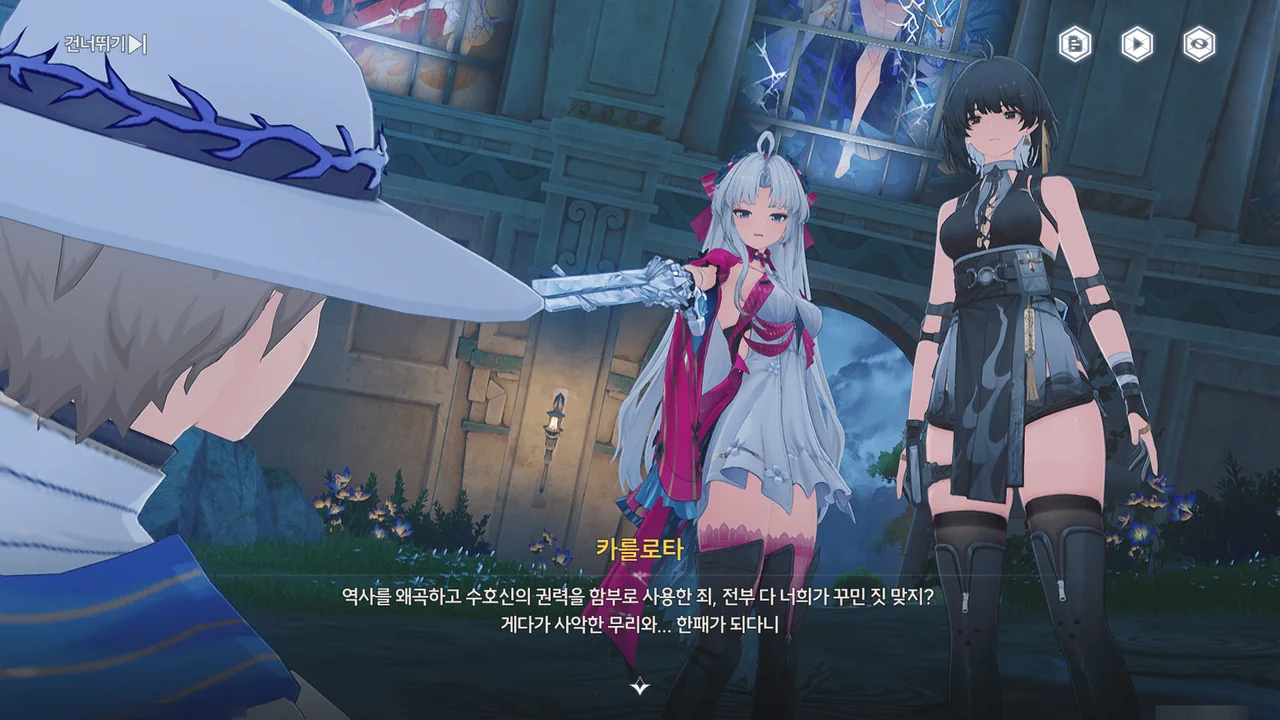 건너뛰기
카를로타
역사를 왜곡하고 수호신의 권력을 함부로 사용한 죄, 전부 다 너희가 꾸민 짓 맞지?
게다가 사악한 무리와... 한패가 되다니